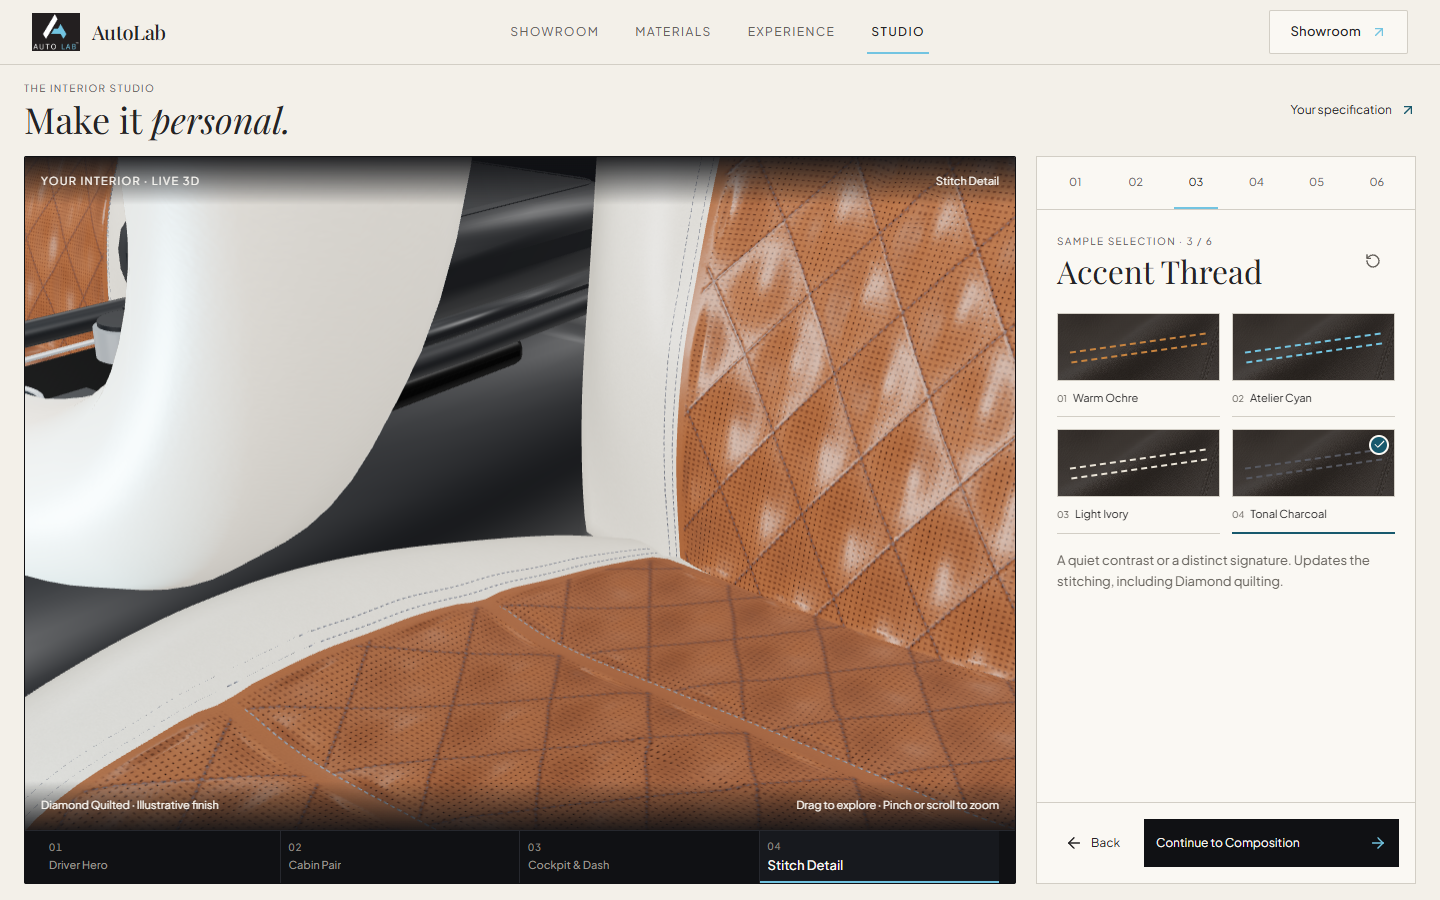 AUTO LAB
AutoLab
SHOWROOM
MATERIALS
EXPERIENCE
STUDIO
Showroom
THE INTERIOR STUDIO
Make it personal.
Your specification
YOUR INTERIOR · LIVE 3D
Stitch Detail
Diamond Quilted · Illustrative finish
Drag to explore · Pinch or scroll to zoom
01
Driver Hero
02
Cabin Pair
03
Cockpit & Dash
04
Stitch Detail
01
02
03
04
05
06
SAMPLE SELECTION · 3 / 6
Accent Thread
01 Warm Ochre
02 Atelier Cyan
03 Light Ivory
04 Tonal Charcoal
A quiet contrast or a distinct signature. Updates the
stitching, including Diamond quilting.
Back
Continue to Composition